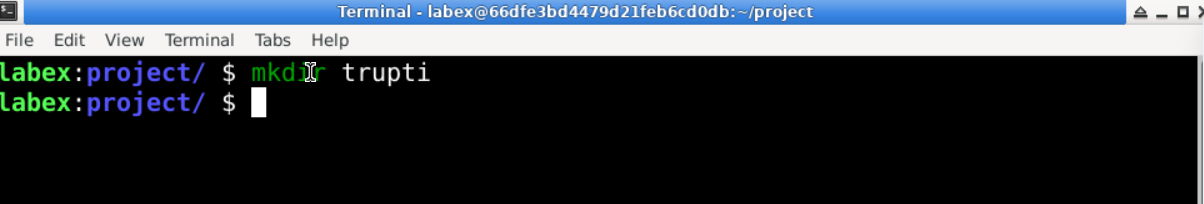 Terminal - labex@66dfe3bd4479d21feb6cd0db:~/project
File Edit View Terminal Tabs Help
labex:project/ $ mkdir trupti
labex:project/ $